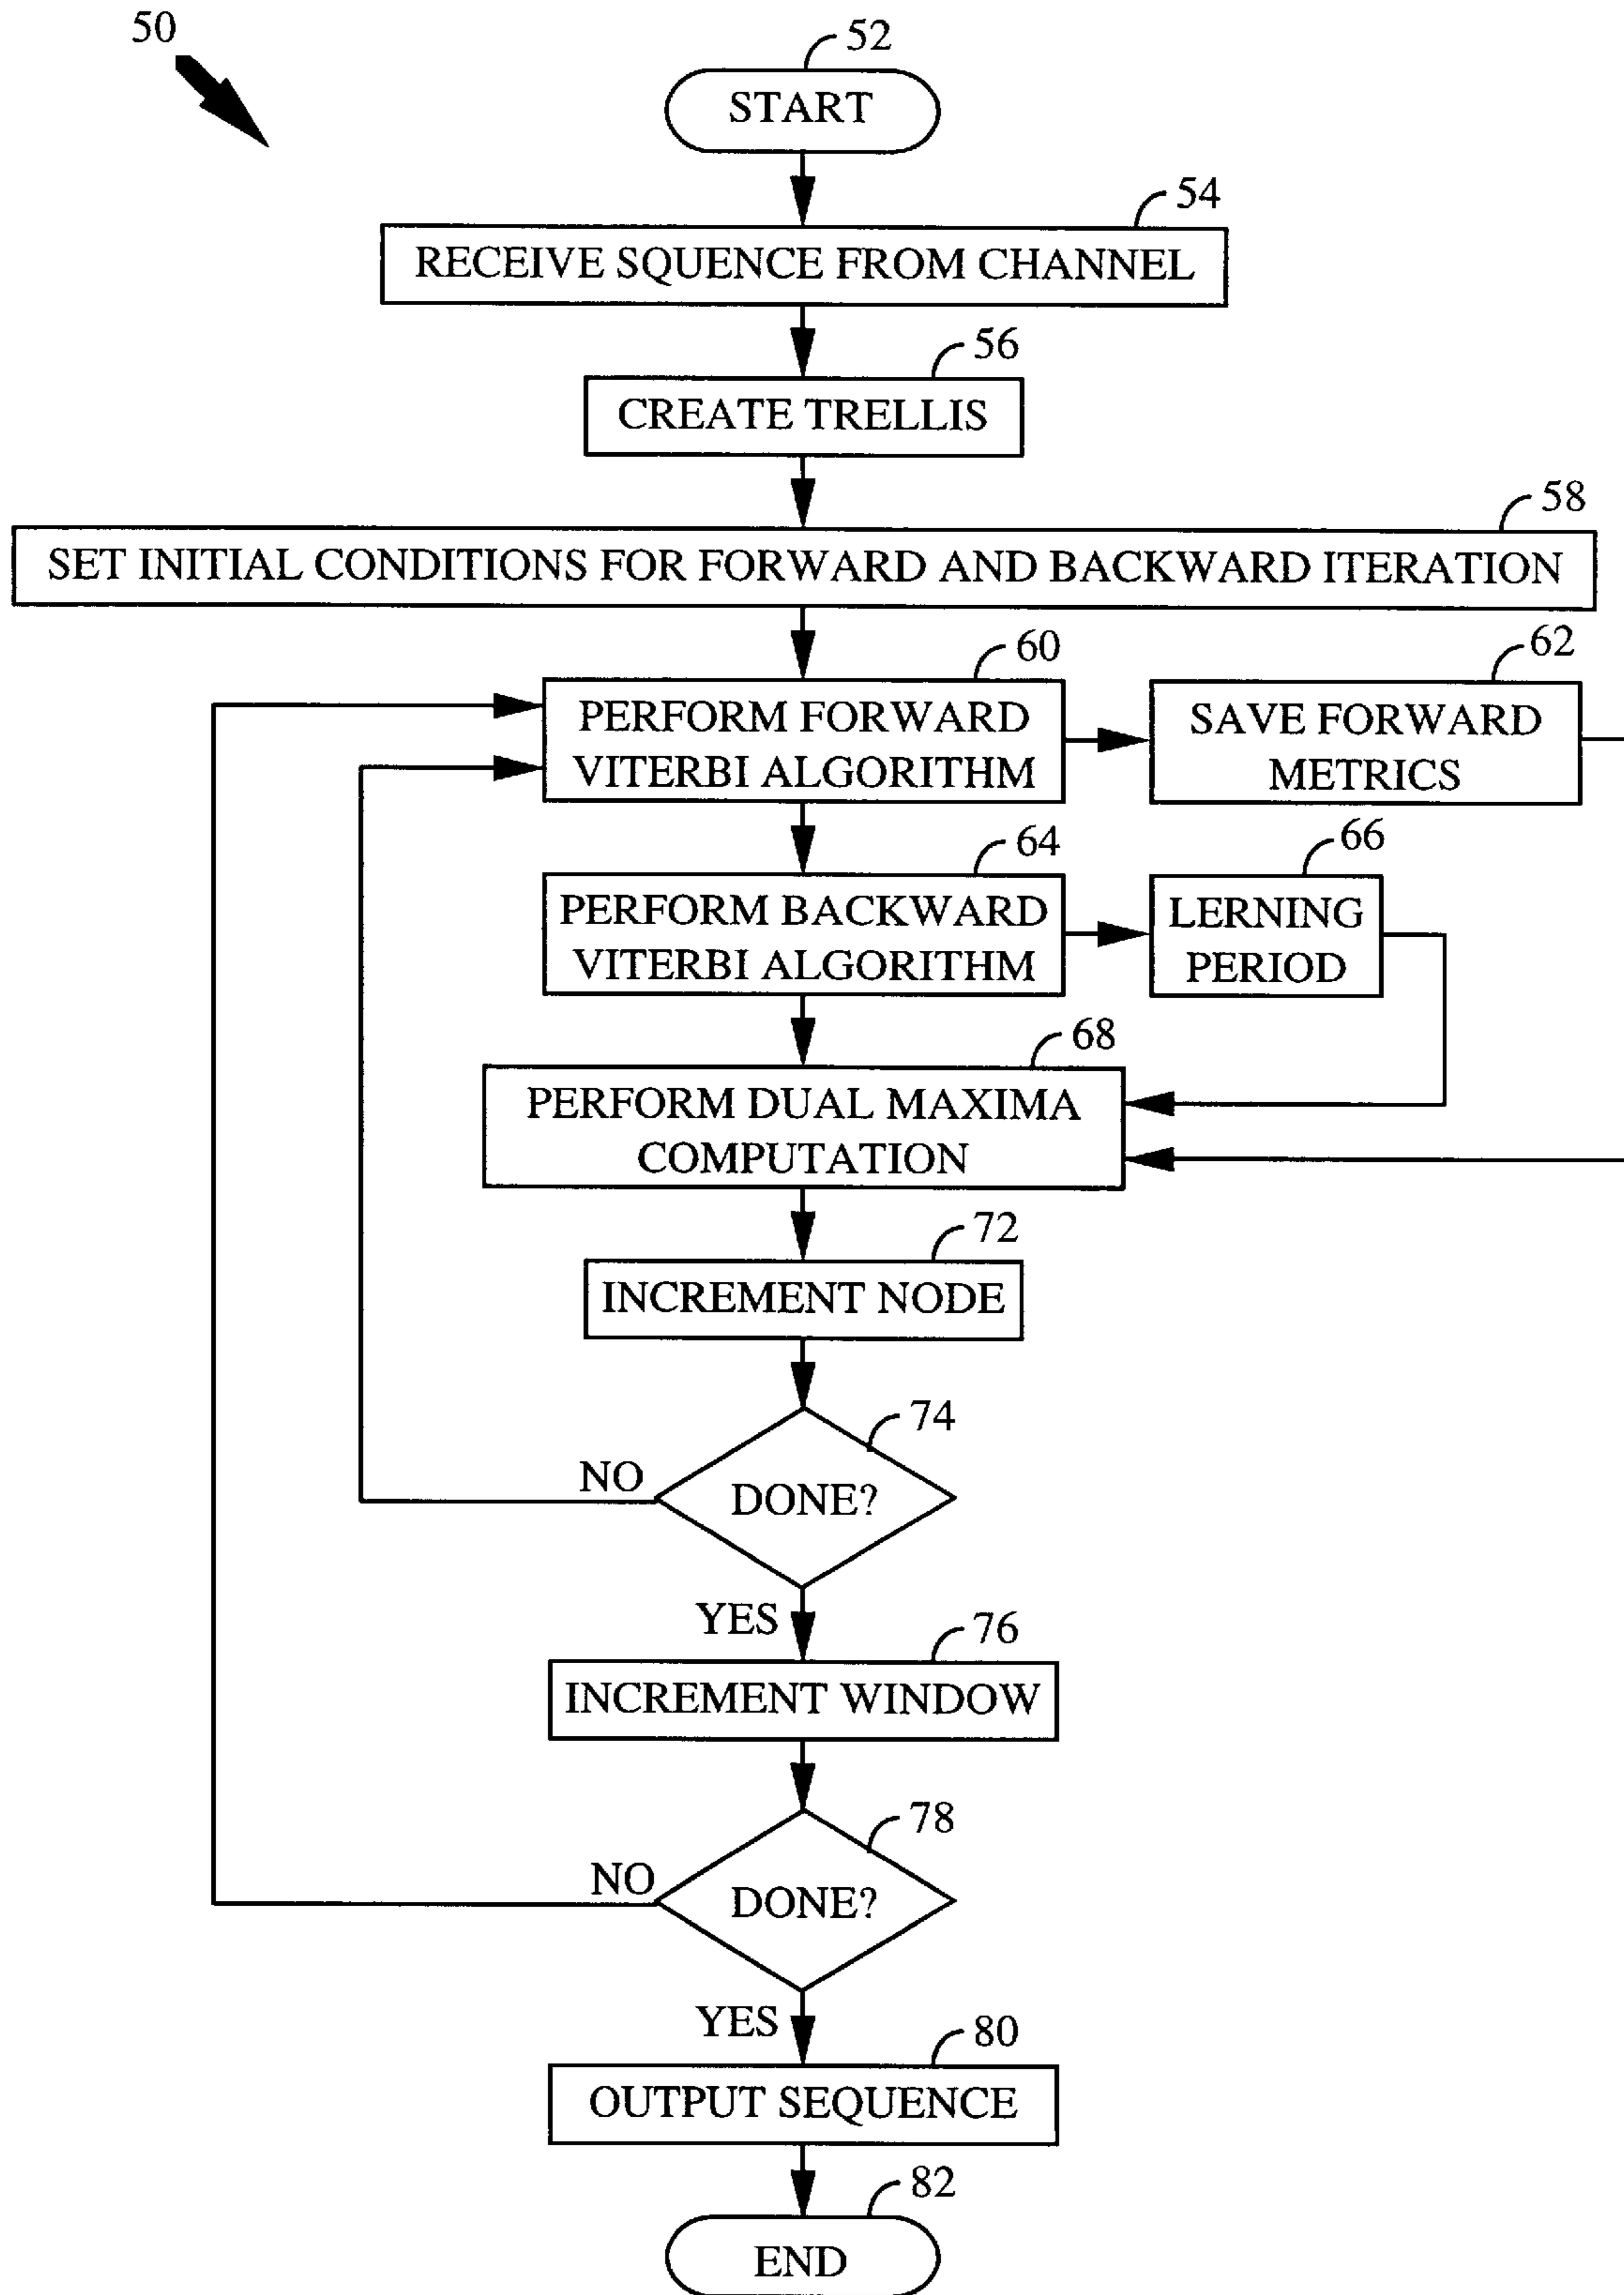 50
52
START
54
RECEIVE SQUENCE FROM CHANNEL
56
CREATE TRELLIS
58
SET INITIAL CONDITIONS FOR FORWARD AND BACKWARD ITERATION
60
PERFORM FORWARD
VITERBI ALGORITHM
62
SAVE FORWARD
METRICS
64
PERFORM BACKWARD
VITERBI ALGORITHM
66
LERNING
PERIOD
68
PERFORM DUAL MAXIMA
COMPUTATION
72
INCREMENT NODE
74
NO
DONE?
YES
76
INCREMENT WINDOW
78
NO
DONE?
YES
80
OUTPUT SEQUENCE
82
END